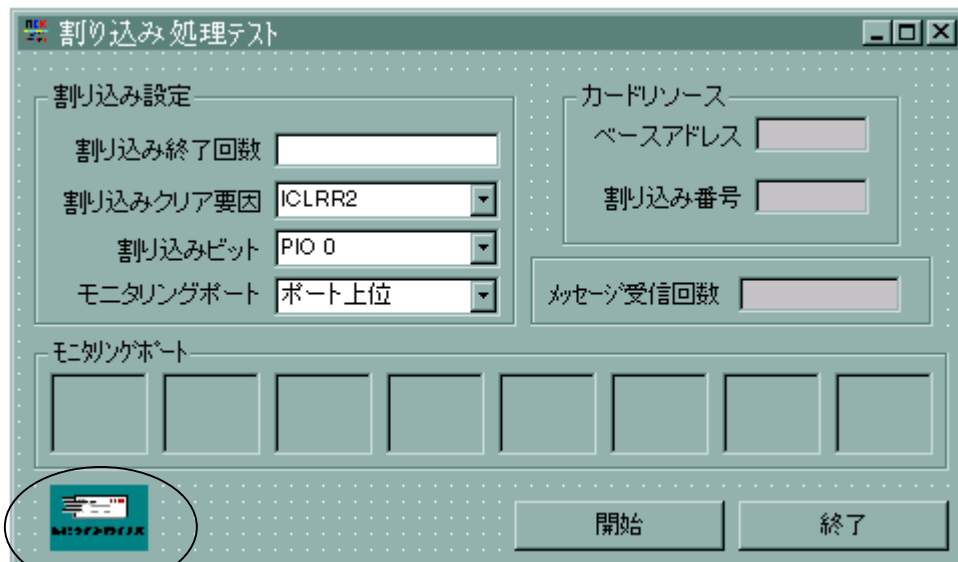 割り込み処理テスト
割り込み設定
割り込み終了回数
割り込みクリア要因 ICLRR2
割り込みビット PIO 0
モニタリングポート ポート上位
カードリソース
ベースアドレス
割り込み番号
メッセージ受信回数
モニタリングポート
開始 終了